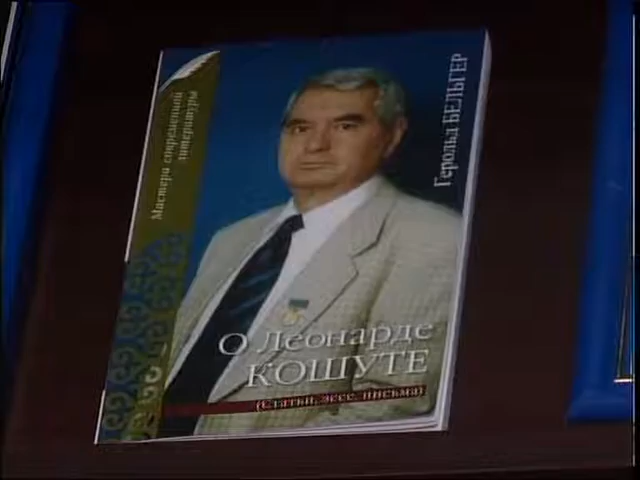 Мастера современной
литературы
Герольд БЕЛЬГЕР
О Леонарде
КОШУТЕ
(Статьи, эссе, письма)